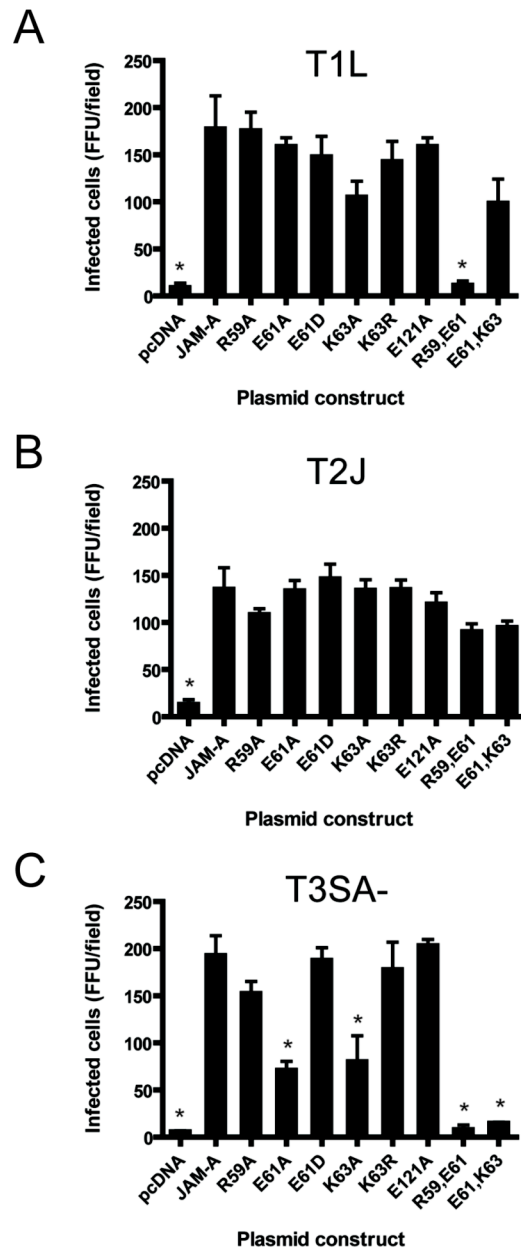 A
T1L
Infected cells (FFU/field)
250
200
150
100
50
0
*
*
pcDNA
JAM-A
R59A
E61A
E61D
K63A
K63R
E121A
R59,E61
E61,K63
Plasmid construct
B
T2J
Infected cells (FFU/field)
250
200
150
100
50
0
*
pcDNA
JAM-A
R59A
E61A
E61D
K63A
K63R
E121A
R59,E61
E61,K63
Plasmid construct
C
T3SA-
Infected cells (FFU/field)
250
200
150
100
50
0
*
*
*
*
*
pcDNA
JAM-A
R59A
E61A
E61D
K63A
K63R
E121A
R59,E61
E61,K63
Plasmid construct